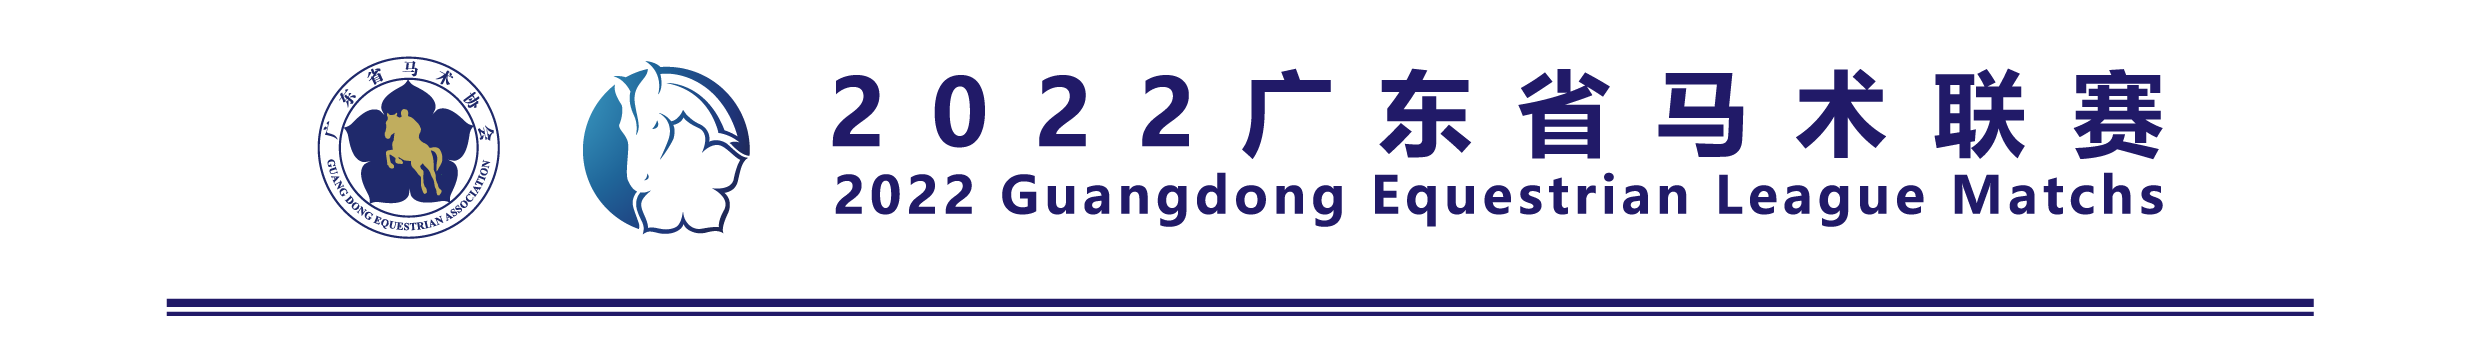 广东省马术协会
GUANG DONG EQUESTRIAN ASSOCIATION
2022广东省马术联赛
2022 Guangdong Equestrian League Matchs